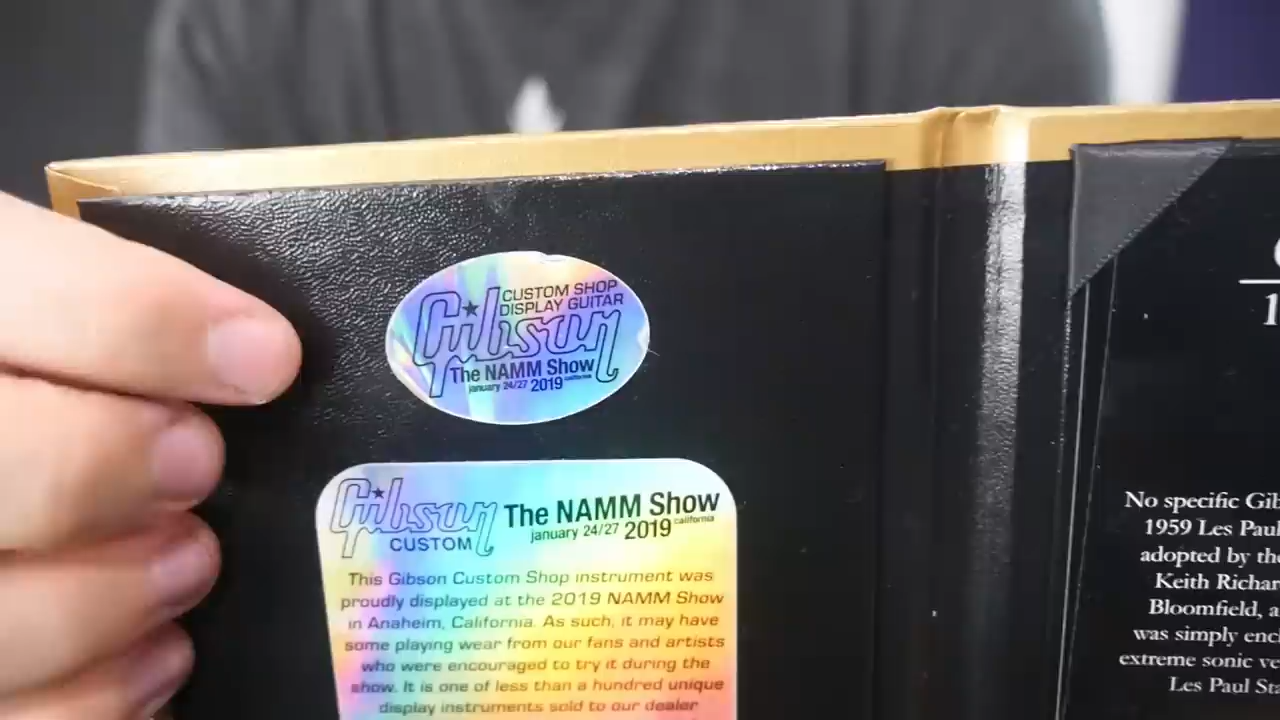 CUSTOM SHOP
DISPLAY GUITAR
Gibson
The NAMM Show
january 24/27 2019 california
Gibson
CUSTOM
The NAMM Show
january 24/27 2019 california
This Gibson Custom Shop instrument was
proudly displayed at the 2019 NAMM Show
in Anaheim, California. As such, it may have
some playing wear from our fans and artists
who were encouraged to try it during the
show. It is one of less than a hundred unique
display instruments sold to our dealer
No specific Gib
1959 Les Paul
adopted by the
Keith Richar
Bloomfield, a
was simply enc
extreme sonic ve
Les Paul Sta